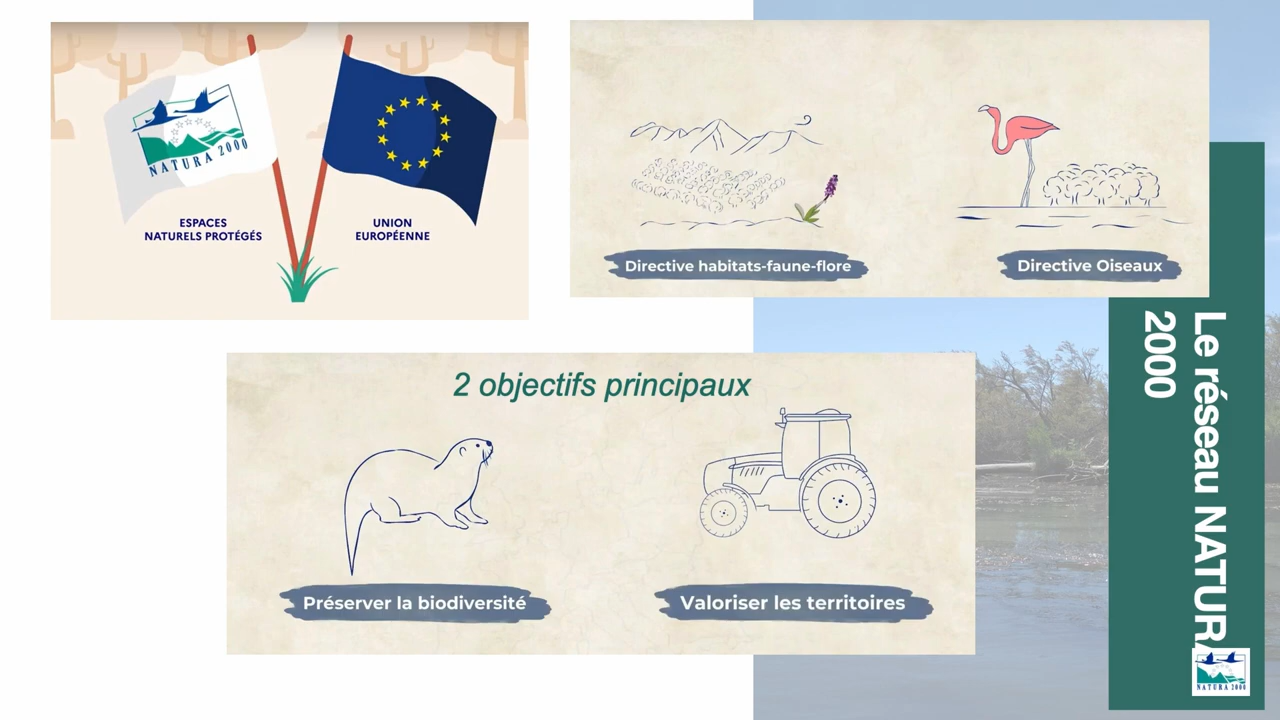 NATURA 2000
ESPACES
NATURELS PROTÉGÉS
UNION
EUROPÉENNE
Directive habitats-faune-flore
Directive Oiseaux
2 objectifs principaux
Préserver la biodiversité
Valoriser les territoires
Le réseau NATURA
2000
NATURA 2000